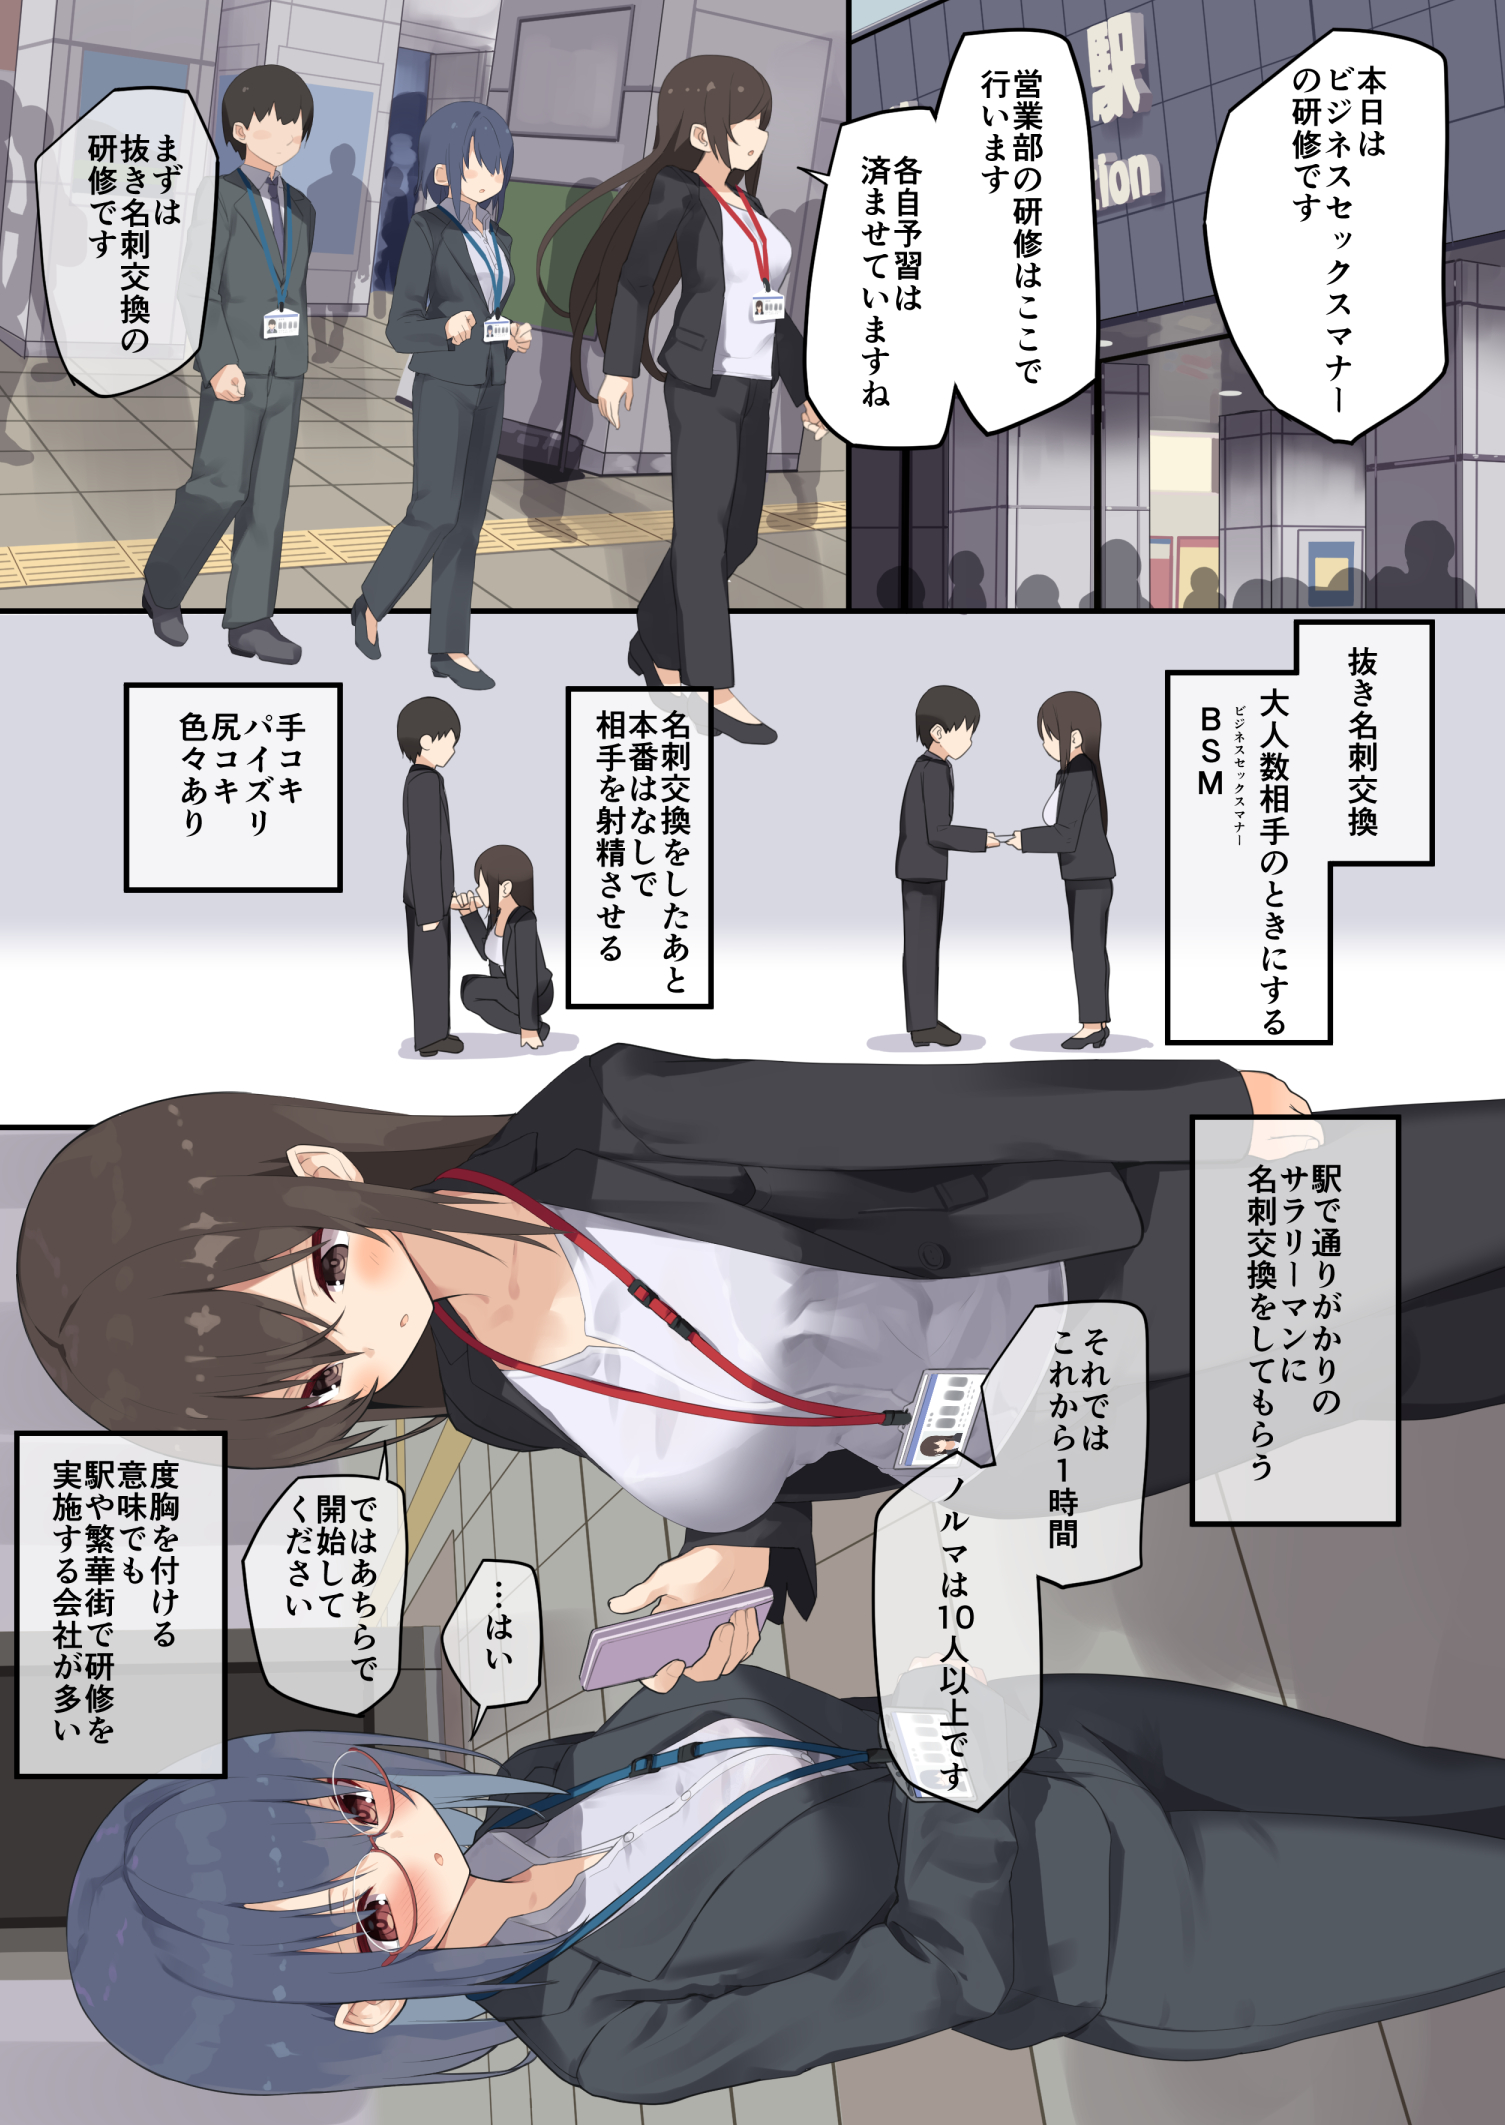 駅
tion
本日は
ビジネスセックスマナー
の研修です
営業部の研修はここで
行います
各自予習は
済ませていますね
まずは
抜き名刺交換の
研修です
抜き名刺交換
大人数相手のときにする
ビジネスセックスマナー
BSM
名刺交換をしたあと
本番はなしで
相手を射精させる
手コキ
パイズリ
尻コキ
色々あり
駅で通りがかりの
サラリーマンに
名刺交換をしてもらう
それでは
これから1時間
ノルマは10人以上です
ではあちらで
開始して
ください
…はい
度胸を付ける
意味でも
駅や繁華街で研修を
実施する会社が多い